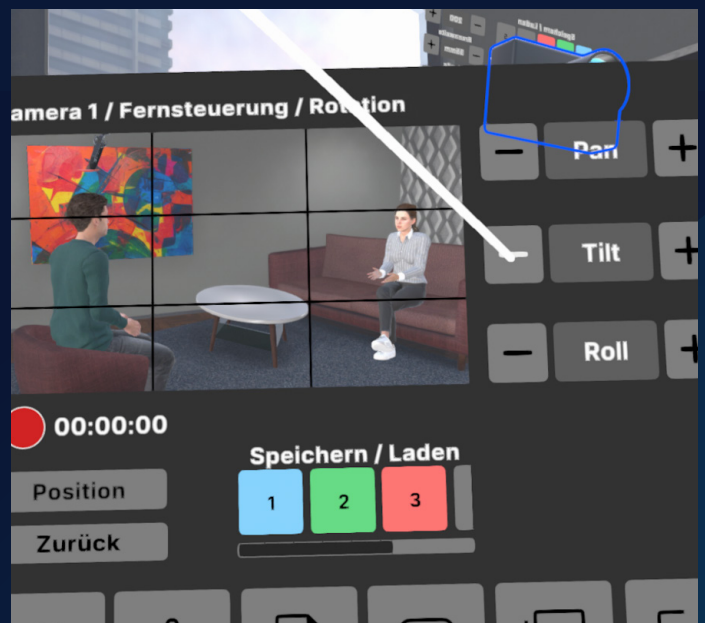 amera 1 / Fernsteuerung / Rotation
− Pan +
− Tilt +
− Roll +
00:00:00
Speichern / Laden
Position
1 2 3
Zurück